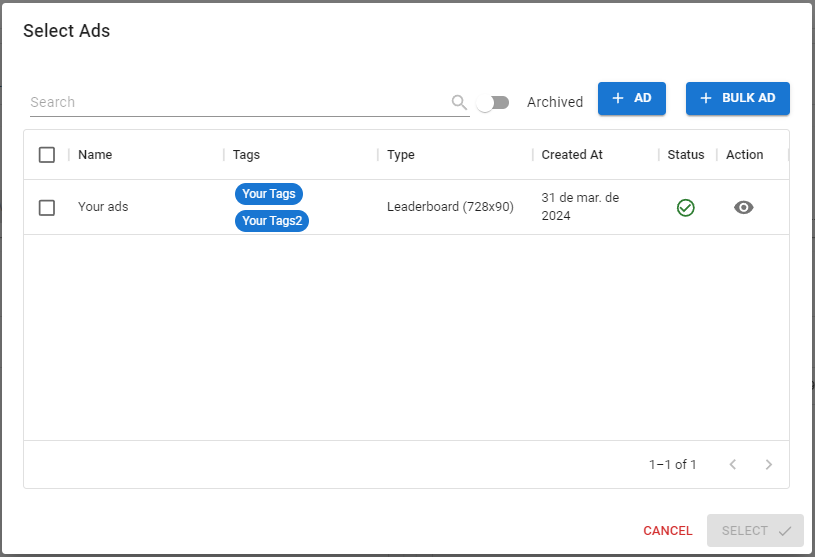 Select Ads
Search
Archived
AD
BULK AD
Name Tags Type Created At Status Action
Your ads
Your Tags
Your Tags2
Leaderboard (728x90)
31 de mar. de
2024
1–1 of 1
CANCEL
SELECT